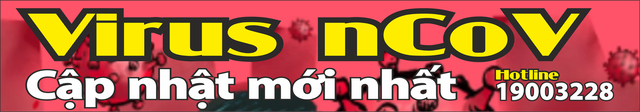 Virus nCoV
Cập nhật mới nhất
Hotline
19003228